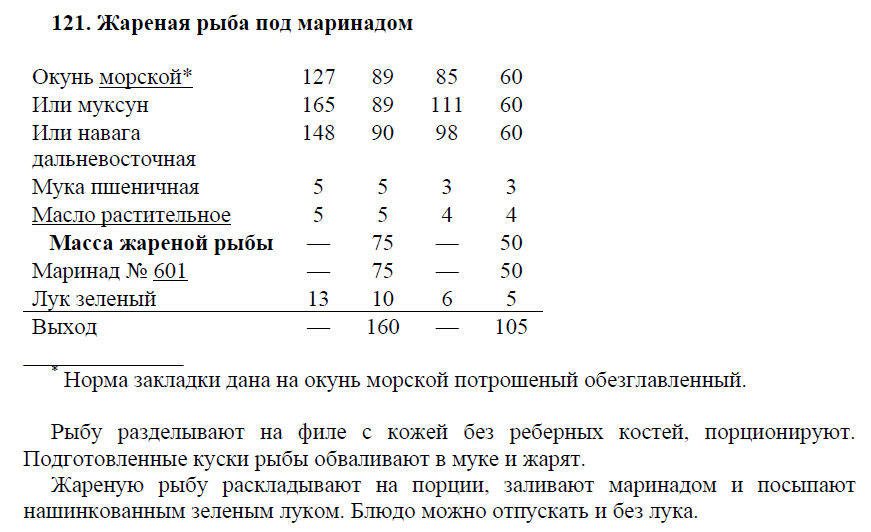 121. Жареная рыба под маринадом
Окунь морской* 127 89 85 60
Или муксун 165 89 111 60
Или навага 148 90 98 60
дальневосточная
Мука пшеничная 5 5 3 3
Масло растительное 5 5 4 4
Масса жареной рыбы — 75 — 50
Маринад № 601 — 75 — 50
Лук зеленый 13 10 6 5
Выход — 160 — 105
* Норма закладки дана на окунь морской потрошеный обезглавленный.
Рыбу разделывают на филе с кожей без реберных костей, порционируют.
Подготовленные куски рыбы обваливают в муке и жарят.
Жареную рыбу раскладывают на порции, заливают маринадом и посыпают
нашинкованным зеленым луком. Блюдо можно отпускать и без лука.